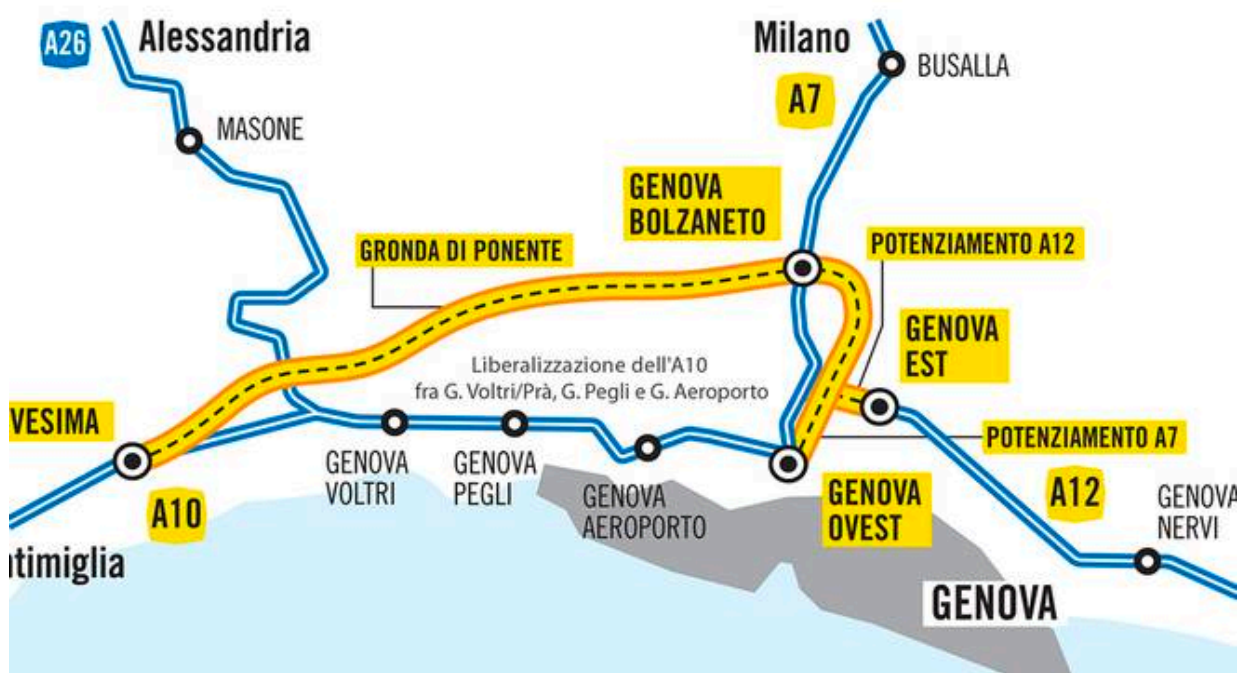 A26
Alessandria
Milano
BUSALLA
A7
MASONE
GENOVA
BOLZANETO
GRONDA DI PONENTE
POTENZIAMENTO A12
GENOVA
EST
Liberalizzazione dell'A10
fra G. Voltri/Prà, G. Pegli e G. Aeroporto
VESIMA
POTENZIAMENTO A7
GENOVA
VOLTRI
GENOVA
PEGLI
GENOVA
AEROPORTO
GENOVA
OVEST
A10
A12
GENOVA
NERVI
ntimiglia
GENOVA